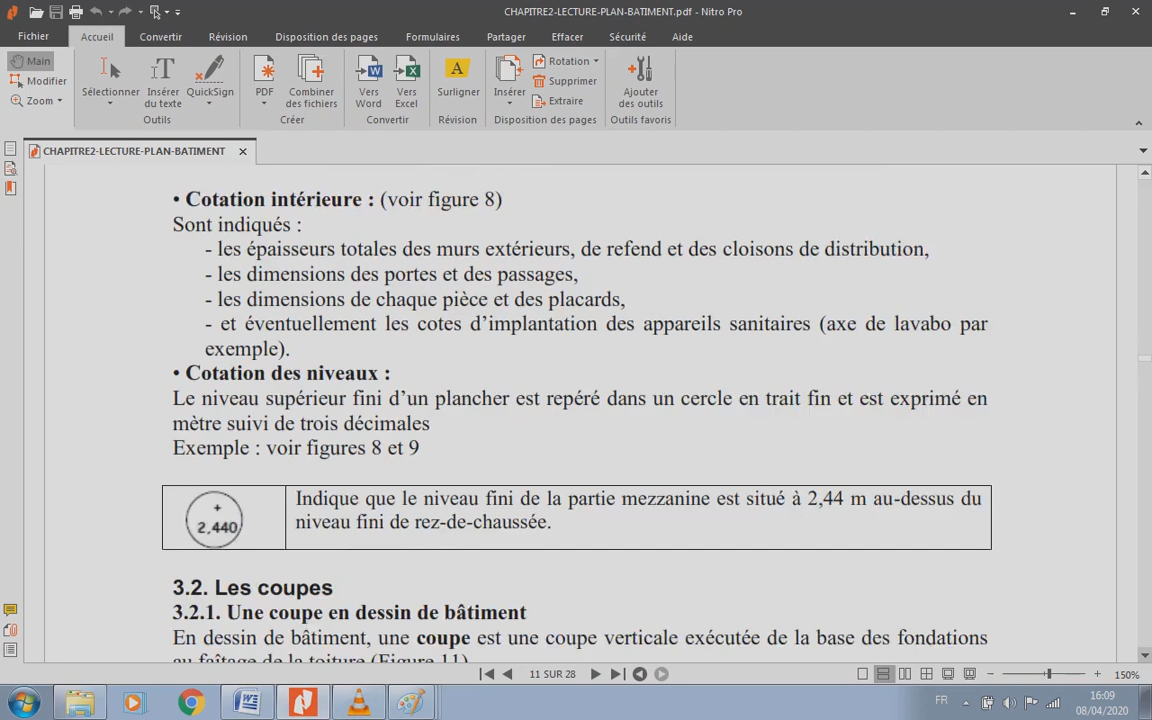 CHAPITRE2-LECTURE-PLAN-BATIMENT.pdf - Nitro Pro
Fichier Accueil Convertir Révision Disposition des pages Formulaires Partager Effacer Sécurité Aide
Main
Modifier
Zoom
Sélectionner
Insérer
du texte
QuickSign
Outils
PDF
Combiner
des fichiers
Créer
Vers
Word
Vers
Excel
Convertir
Surligner
Révision
Insérer
Rotation
Supprimer
Extraire
Disposition des pages
Ajouter
des outils
Outils favoris
CHAPITRE2-LECTURE-PLAN-BATIMENT
• Cotation intérieure : (voir figure 8)
Sont indiqués :
- les épaisseurs totales des murs extérieurs, de refend et des cloisons de distribution,
- les dimensions des portes et des passages,
- les dimensions de chaque pièce et des placards,
- et éventuellement les cotes d’implantation des appareils sanitaires (axe de lavabo par
exemple).
• Cotation des niveaux :
Le niveau supérieur fini d’un plancher est repéré dans un cercle en trait fin et est exprimé en
mètre suivi de trois décimales
Exemple : voir figures 8 et 9
+
2,440
Indique que le niveau fini de la partie mezzanine est situé à 2,44 m au-dessus du
niveau fini de rez-de-chaussée.
3.2. Les coupes
3.2.1. Une coupe en dessin de bâtiment
En dessin de bâtiment, une coupe est une coupe verticale exécutée de la base des fondations
au faîtage de la toiture (Figure 11)
11 SUR 28
150%
FR
16:09
08/04/2020